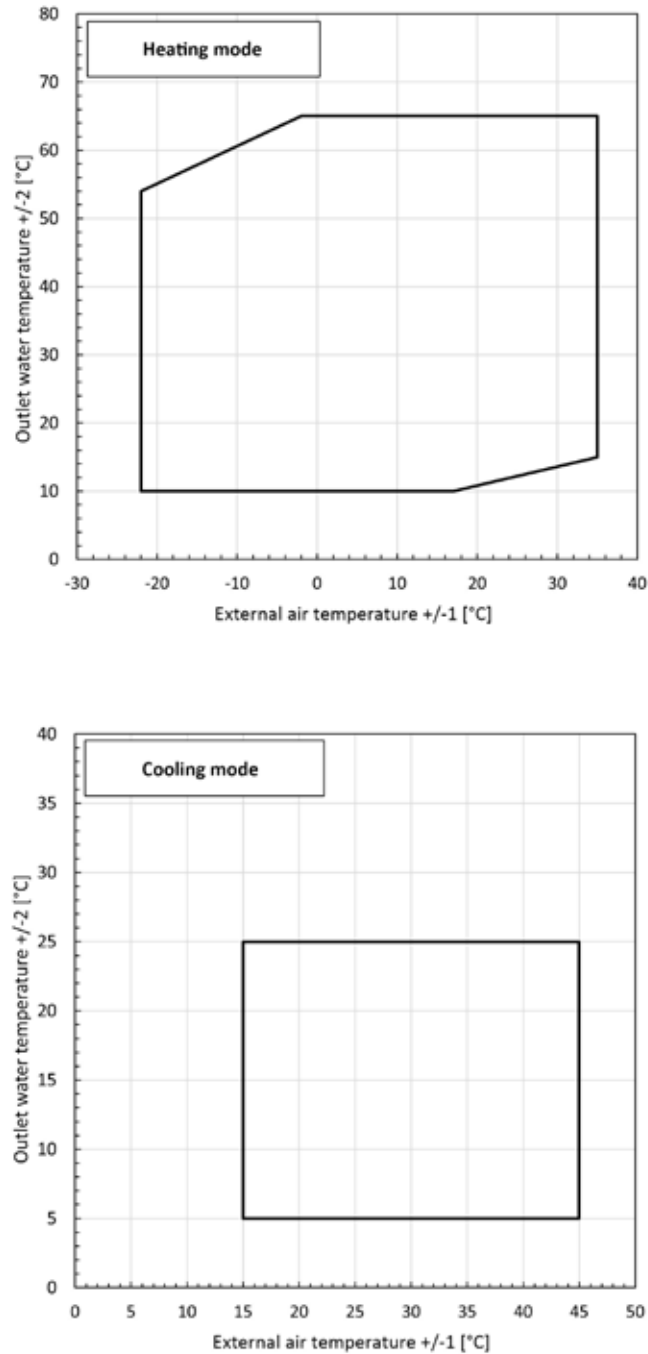 80
Heating mode
70
60
50
40
30
20
10
0
Outlet water temperature +/-2 [°C]
-30 -20 -10 0 10 20 30 40
External air temperature +/-1 [°C]
40
Cooling mode
35
30
25
20
15
10
5
0
Outlet water temperature +/-2 [°C]
0 5 10 15 20 25 30 35 40 45 50
External air temperature +/-1 [°C]